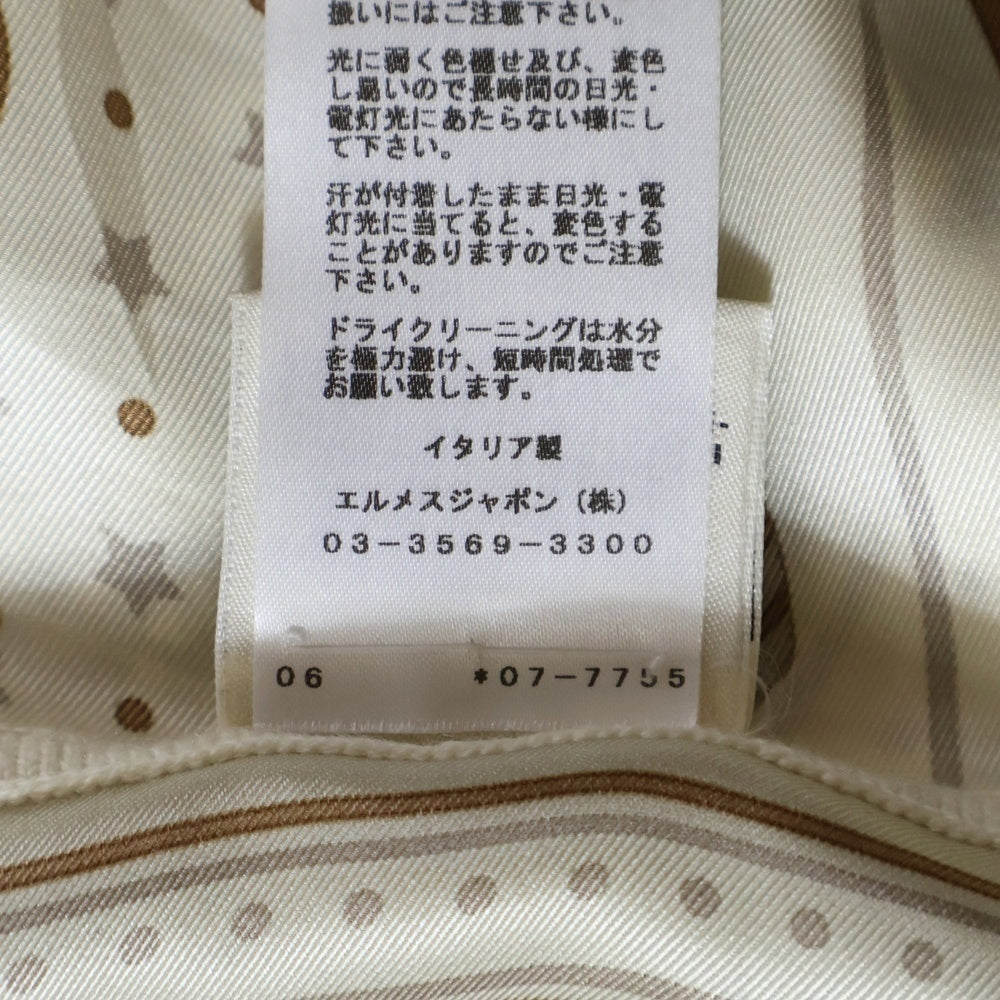 扱いにはご注意下さい。
光に弱く色褪せ及び、変色
し易いので長時間の日光・
電灯光にあたらない様にし
て下さい。
汗が付着したまま日光・電
灯光に当てると、変色する
ことがありますのでご注意
下さい。
ドライクリーニングは水分
を極力避け、短時間処理で
お願い致します。
イタリア製
エルメスジャポン（株）
03-3569-3300
06 *07-7755